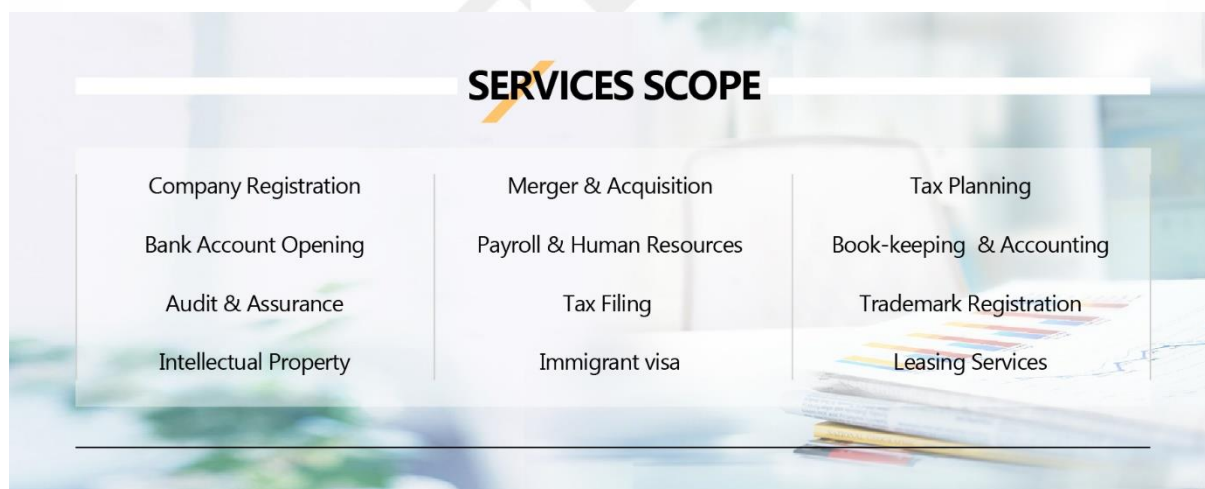 SERVICES SCOPE
Company Registration
Merger & Acquisition
Tax Planning
Bank Account Opening
Payroll & Human Resources
Book-keeping & Accounting
Audit & Assurance
Tax Filing
Trademark Registration
Intellectual Property
Immigrant visa
Leasing Services